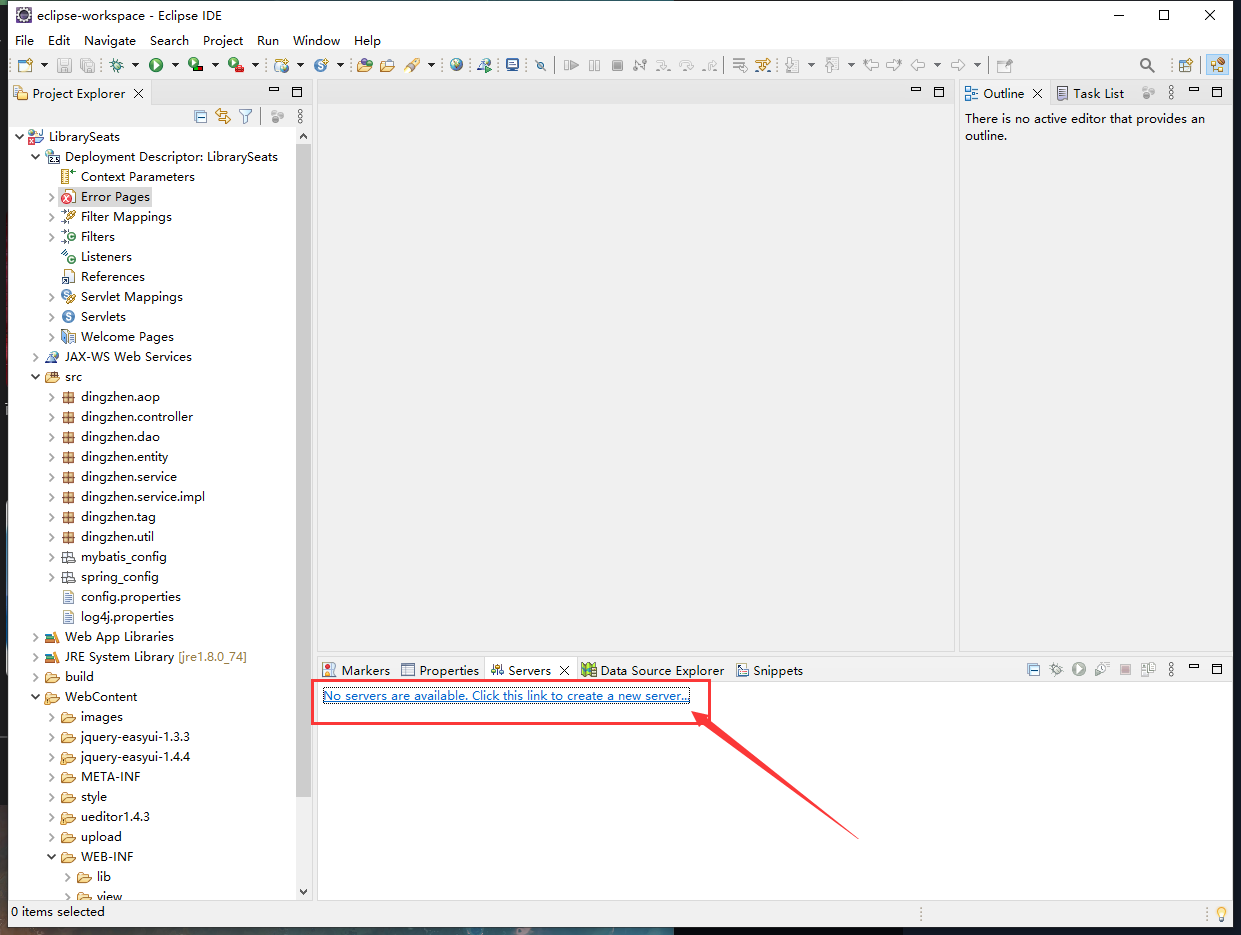 eclipse-workspace - Eclipse IDE
File Edit Navigate Search Project Run Window Help
Project Explorer
LibrarySeats
Deployment Descriptor: LibrarySeats
Context Parameters
Error Pages
Filter Mappings
Filters
Listeners
References
Servlet Mappings
Servlets
Welcome Pages
JAX-WS Web Services
src
dingzhen.aop
dingzhen.controller
dingzhen.dao
dingzhen.entity
dingzhen.service
dingzhen.service.impl
dingzhen.tag
dingzhen.util
mybatis_config
spring_config
config.properties
log4j.properties
Web App Libraries
JRE System Library [jre1.8.0_74]
build
WebContent
images
jquery-easyui-1.3.3
jquery-easyui-1.4.4
META-INF
style
ueditor1.4.3
upload
WEB-INF
lib
view
Outline Task List
There is no active editor that provides an
outline.
Markers Properties Servers Data Source Explorer Snippets
No servers are available. Click this link to create a new server...
0 items selected